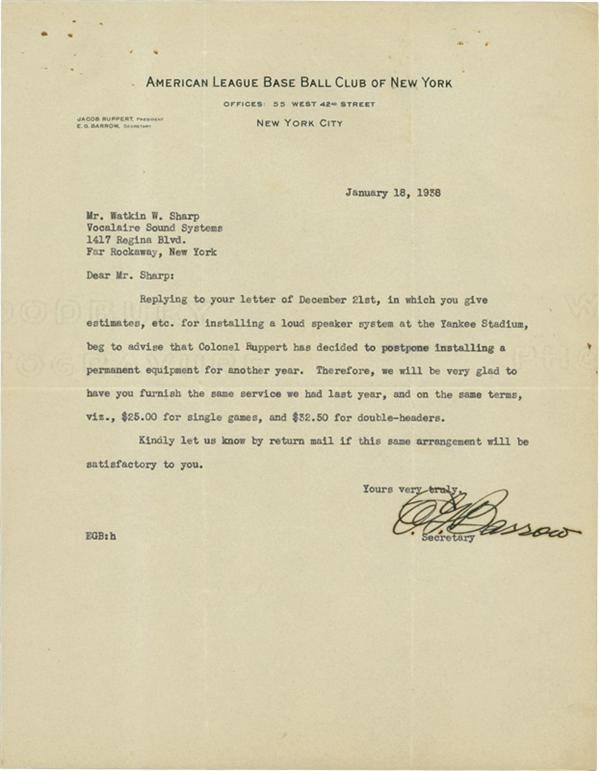 AMERICAN LEAGUE BASE BALL CLUB OF NEW YORK
OFFICES: 55 WEST 42ND STREET
JACOB RUPPERT, PRESIDENT
E. G. BARROW, SECRETARY
NEW YORK CITY
January 18, 1938
Mr. Watkin W. Sharp
Vocalaire Sound Systems
1417 Regina Blvd.
Far Rockaway, New York
Dear Mr. Sharp:
Replying to your letter of December 21st, in which you give
estimates, etc. for installing a loud speaker system at the Yankee Stadium,
beg to advise that Colonel Ruppert has decided to postpone installing a
permanent equipment for another year. Therefore, we will be very glad to
have you furnish the same service we had last year, and on the same terms,
viz., $25.00 for single games, and $32.50 for double-headers.
Kindly let us know by return mail if this same arrangement will be
satisfactory to you.
Yours very truly,
E G Barrow
EGB:h
Secretary